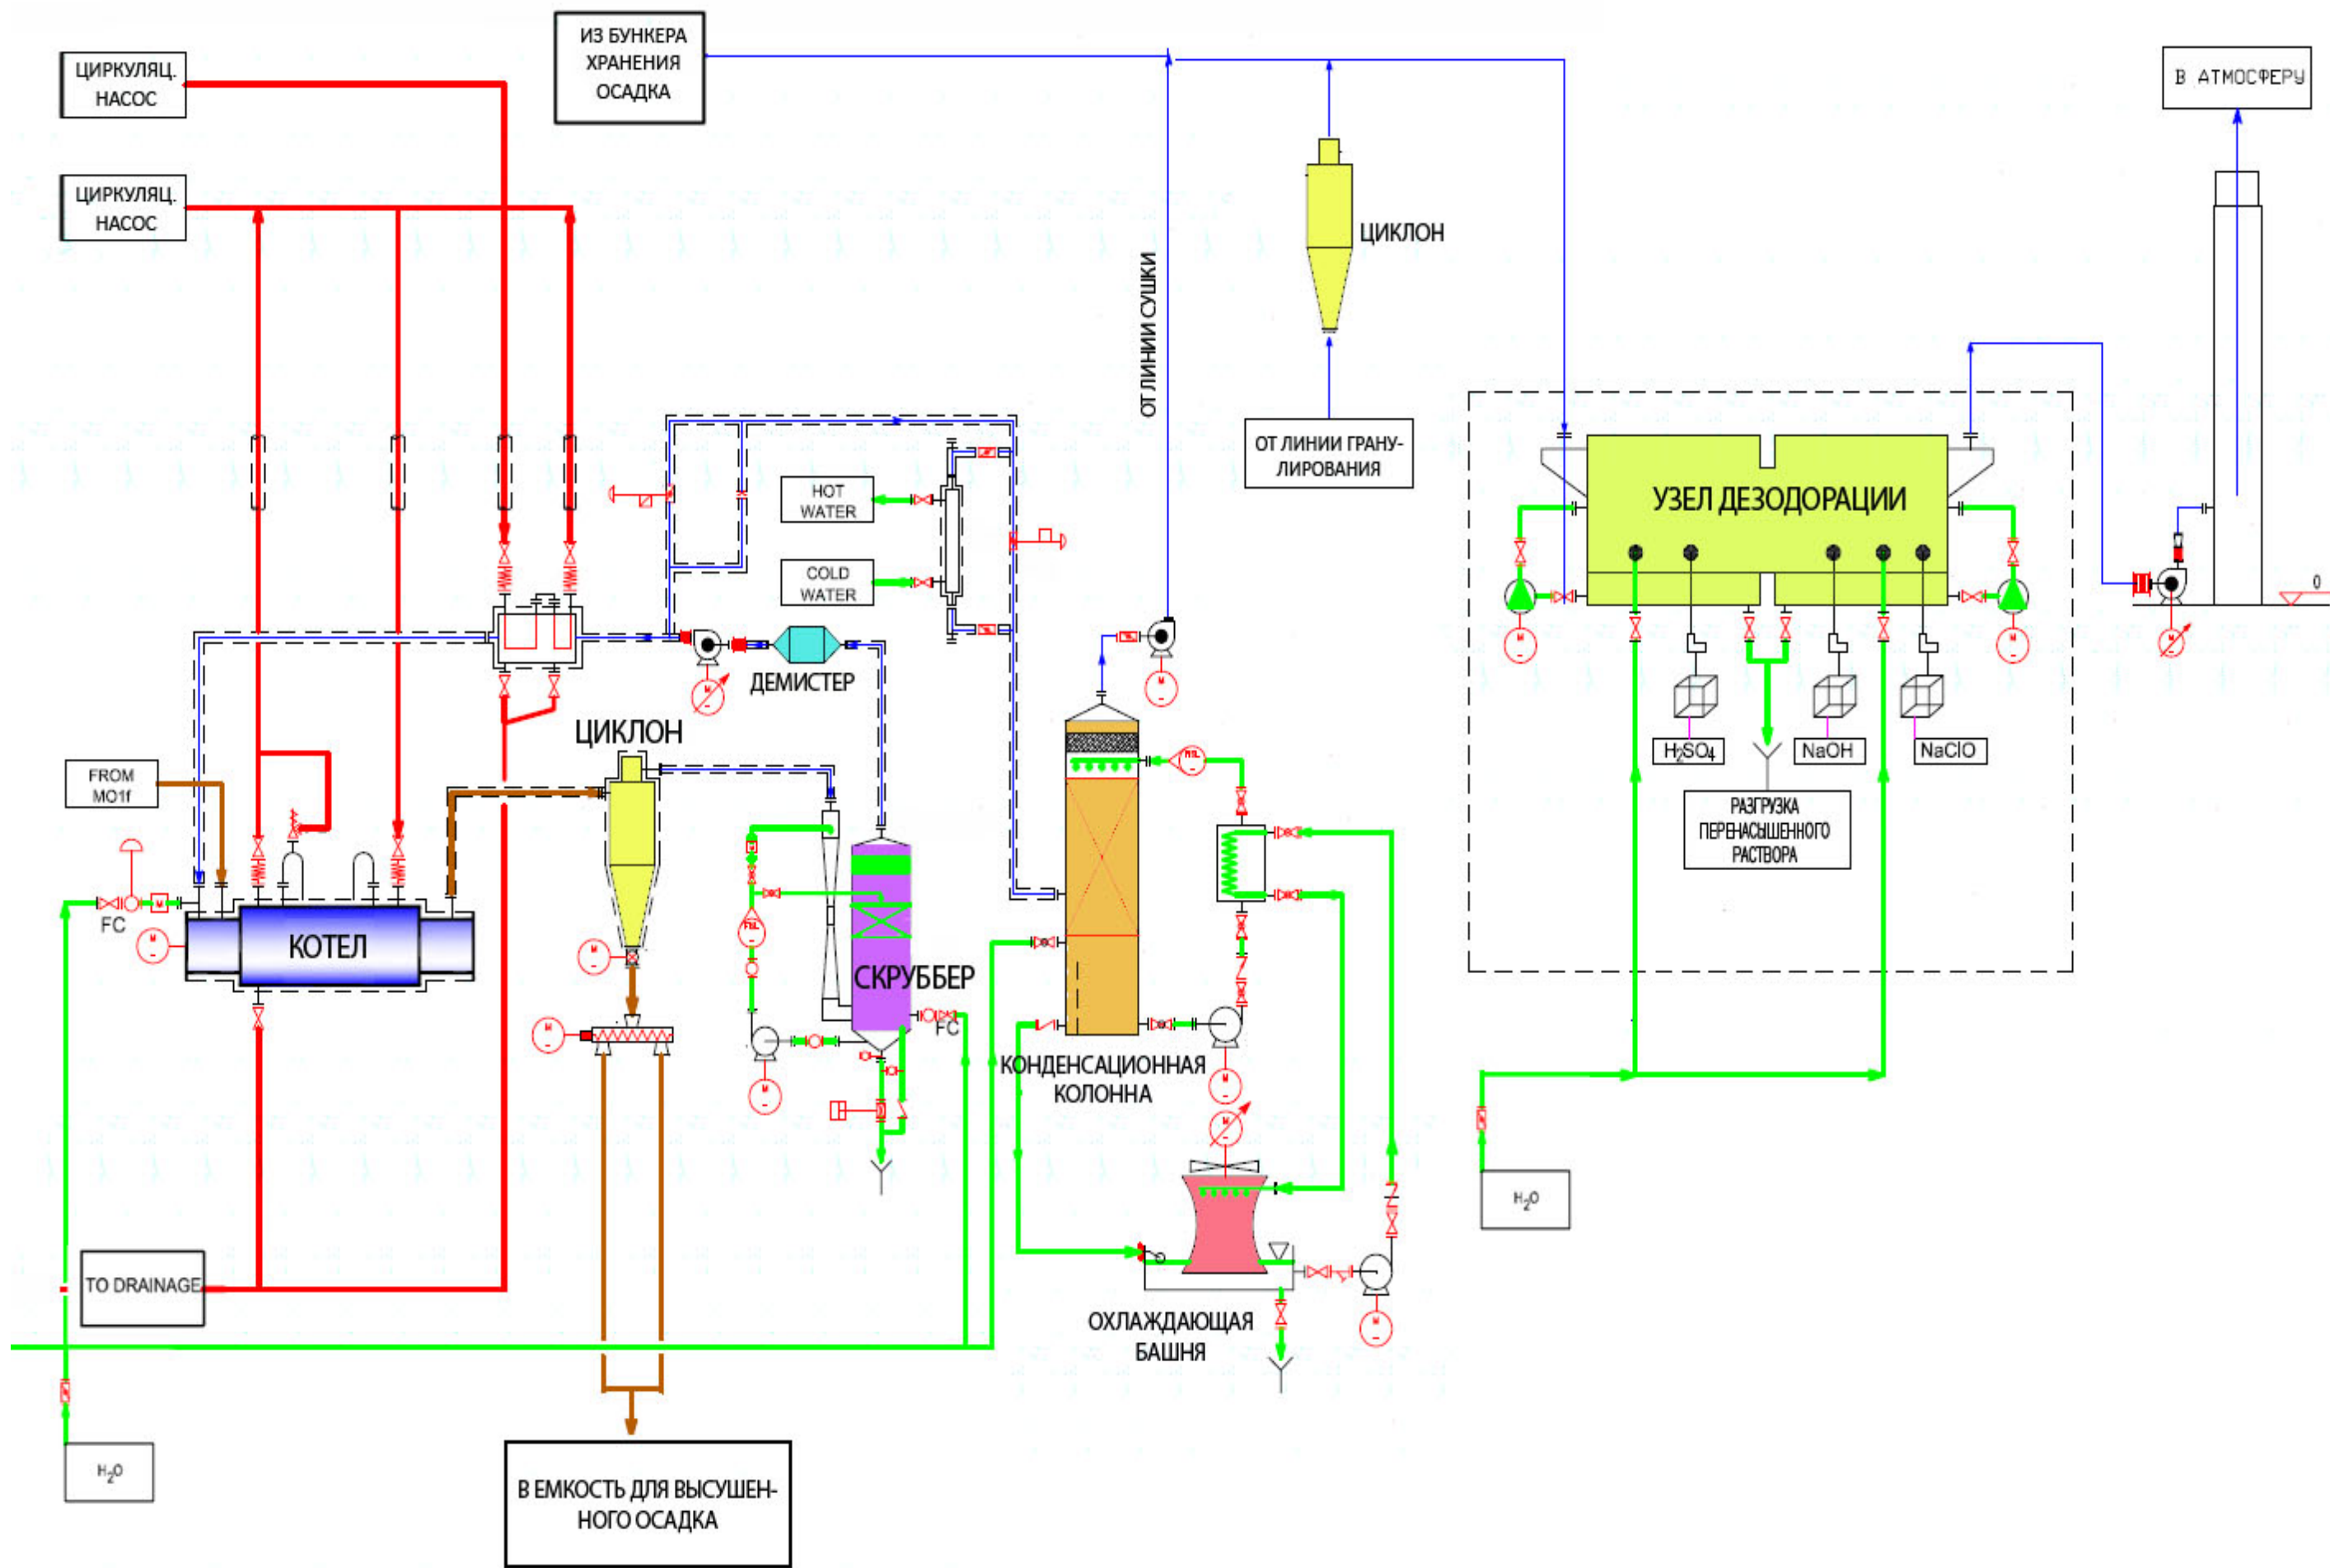 ИЗ БУНКЕРА
ХРАНЕНИЯ
ОСАДКА
ЦИРКУЛЯЦ.
НАСОС
В АТМОСФЕРУ
ЦИРКУЛЯЦ.
НАСОС
ЦИКЛОН
ОТ ЛИНИИ СУШКИ
ОТ ЛИНИИ ГРАНУ-
ЛИРОВАНИЯ
HOT
WATER
УЗЕЛ ДЕЗОДОРАЦИИ
COLD
WATER
0
ДЕМИСТЕР
ЦИКЛОН
H2SO4
NaOH
NaClO
FROM
MO1f
РАЗГРУЗКА
ПЕРЕНАСЫШЕННОГО
РАСТВОРА
FC
КОТЕЛ
СКРУББЕР
FC
КОНДЕНСАЦИОННАЯ
КОЛОННА
H2O
TO DRAINAGE
ОХЛАЖДАЮЩАЯ
БАШНЯ
H2O
В ЕМКОСТЬ ДЛЯ ВЫСУШЕН-
НОГО ОСАДКА